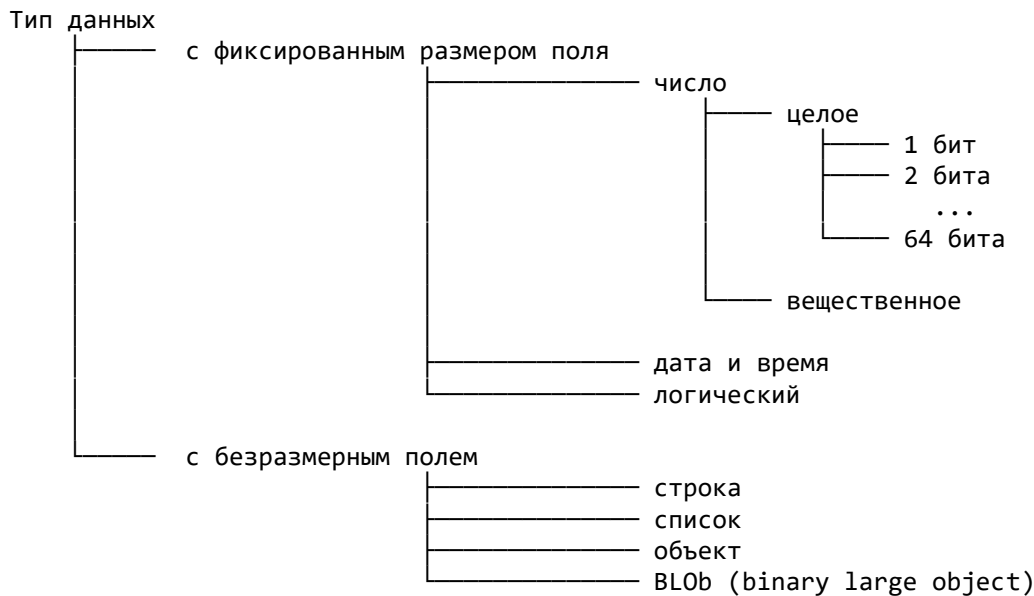 Тип данных
с фиксированным размером поля
число
целое
1 бит
2 бита
...
64 бита
вещественное
дата и время
логический
с безразмерным полем
строка
список
объект
BLOb (binary large object)